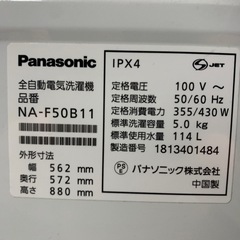 Panasonic
IPX4
JET
全自動電気洗濯機
品番
NA-F50B11
外形寸法
幅 562 mm
奥行 572 mm
高さ 880 mm
定格電圧 100 V ~
定格周波数 50/60 Hz
定格消費電力 355/430 W
標準洗濯容量 5.0 kg
標準使用水量 114 L
1813401484
PS E
パナソニック株式会社
中国製